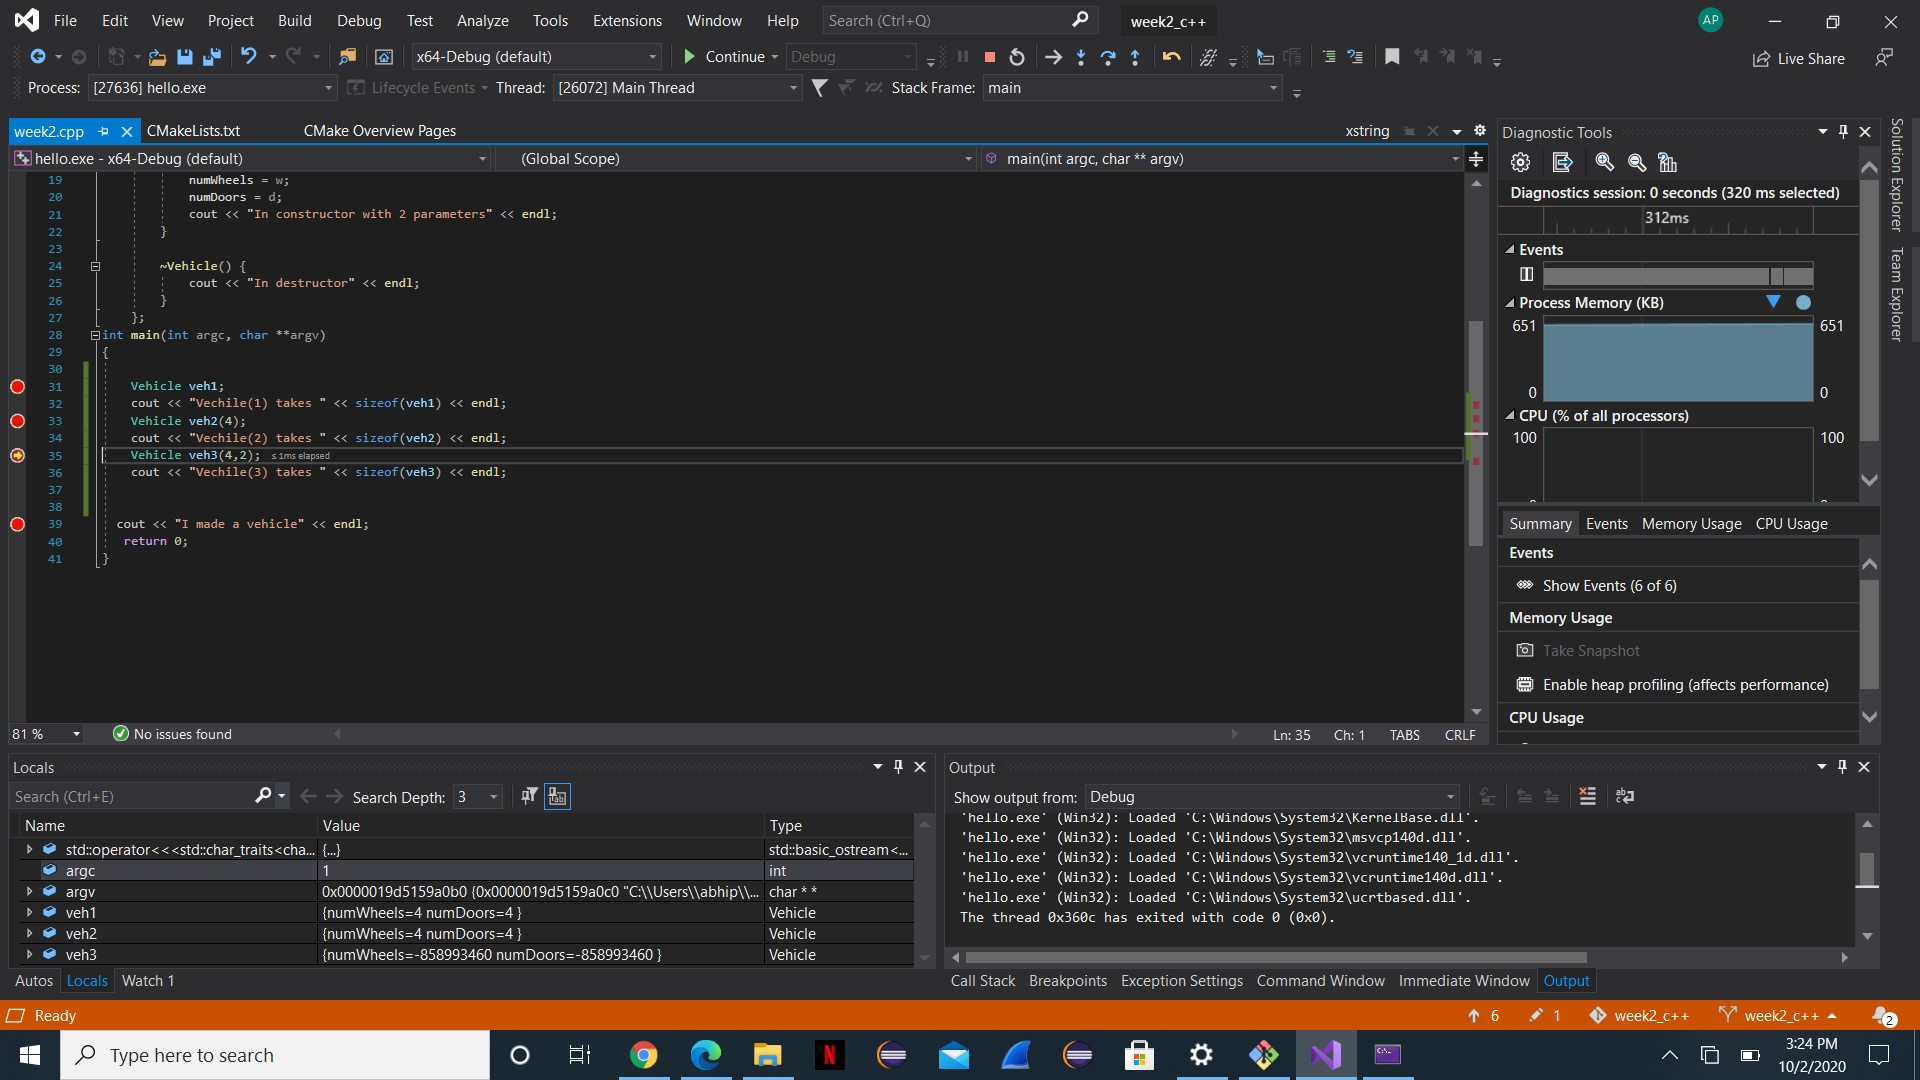 File Edit View Project Build Debug Test Analyze Tools Extensions Window Help Search (Ctrl+Q) week2_c++ AP
x64-Debug (default) Continue Debug Live Share
Process: [27636] hello.exe Lifecycle Events Thread: [26072] Main Thread Stack Frame: main
week2.cpp CMakeLists.txt CMake Overview Pages xstring
hello.exe - x64-Debug (default) (Global Scope) main(int argc, char ** argv)
19 numWheels = w;
20 numDoors = d;
21 cout << "In constructor with 2 parameters" << endl;
22 }
23
24 ~Vehicle() {
25 cout << "In destructor" << endl;
26 }
27 };
28 int main(int argc, char **argv)
29 {
30
31 Vehicle veh1;
32 cout << "Vechile(1) takes " << sizeof(veh1) << endl;
33 Vehicle veh2(4);
34 cout << "Vechile(2) takes " << sizeof(veh2) << endl;
35 Vehicle veh3(4,2); ≤ 1ms elapsed
36 cout << "Vechile(3) takes " << sizeof(veh3) << endl;
37
38
39 cout << "I made a vehicle" << endl;
40 return 0;
41 }
81 % No issues found Ln: 35 Ch: 1 TABS CRLF
Diagnostic Tools
Diagnostics session: 0 seconds (320 ms selected)
312ms
Events
Process Memory (KB)
651 651
0 0
CPU (% of all processors)
100 100
Summary Events Memory Usage CPU Usage
Events
Show Events (6 of 6)
Memory Usage
Take Snapshot
Enable heap profiling (affects performance)
CPU Usage
Solution Explorer
Team Explorer
Locals
Search (Ctrl+E) Search Depth: 3
Name Value Type
std::operator<<<std::char_traits<cha... {...} std::basic_ostream<...
argc 1 int
argv 0x0000019d5159a0b0 {0x0000019d5159a0c0 "C:\\Users\\abhip\\... char * *
veh1 {numWheels=4 numDoors=4 } Vehicle
veh2 {numWheels=4 numDoors=4 } Vehicle
veh3 {numWheels=-858993460 numDoors=-858993460 } Vehicle
Autos Locals Watch 1
Output
Show output from: Debug
'hello.exe' (Win32): Loaded 'C:\Windows\System32\KernelBase.dll'.
'hello.exe' (Win32): Loaded 'C:\Windows\System32\msvcp140d.dll'.
'hello.exe' (Win32): Loaded 'C:\Windows\System32\vcruntime140_1d.dll'.
'hello.exe' (Win32): Loaded 'C:\Windows\System32\vcruntime140d.dll'.
'hello.exe' (Win32): Loaded 'C:\Windows\System32\ucrtbased.dll'.
The thread 0x360c has exited with code 0 (0x0).
Call Stack Breakpoints Exception Settings Command Window Immediate Window Output
Ready 6 1 week2_c++ week2_c++ 2
Type here to search N 3:24 PM
10/2/2020